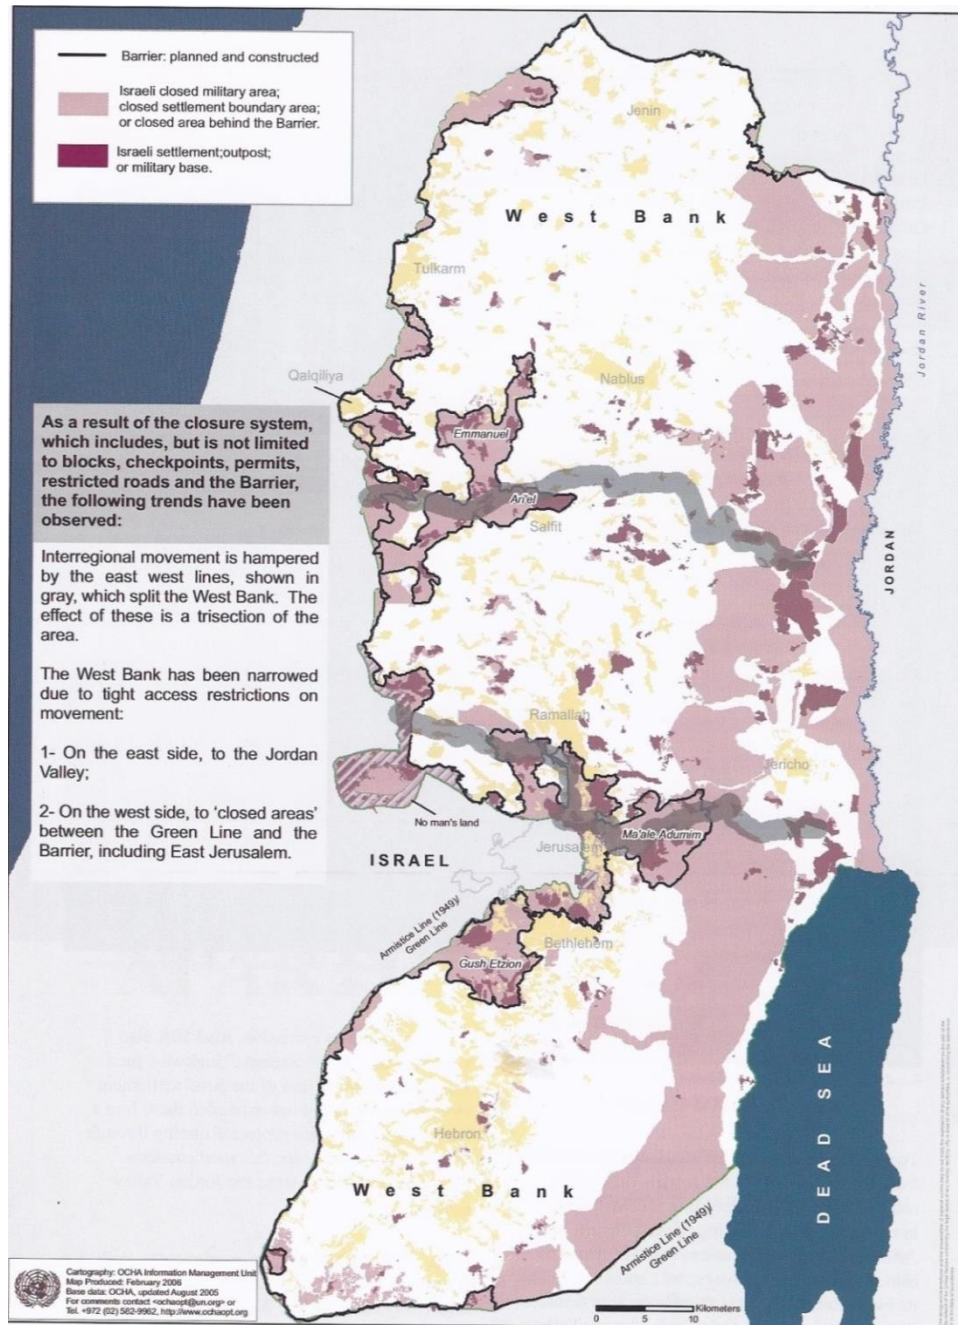 Barrier: planned and constructed
Israeli closed military area;
closed settlement boundary area;
or closed area behind the Barrier.
Israeli settlement;outpost;
or military base.
Jenin
West Bank
Tulkarm
Jordan River
Qalqiliya
Nablus
Emmanuel
As a result of the closure system,
which includes, but is not limited
to blocks, checkpoints, permits,
restricted roads and the Barrier,
the following trends have been
observed:
Ari'el
Salfit
JORDAN
Interregional movement is hampered
by the east west lines, shown in
gray, which split the West Bank. The
effect of these is a trisection of the
area.
The West Bank has been narrowed
due to tight access restrictions on
movement:
1- On the east side, to the Jordan
Valley;
2- On the west side, to 'closed areas'
between the Green Line and the
Barrier, including East Jerusalem.
Ramallah
Jericho
No man's land
Ma'ale Adumim
Jerusalem
ISRAEL
Armistice Line (1949)/
Green Line
Bethlehem
Gush Etzion
DEAD SEA
Hebron
West Bank
Armistice Line (1949)/
Green Line
Cartography: OCHA Information Management Unit
Map Produced: February 2006
Base data: OCHA, updated August 2005
For comments contact <ochaopt@un.org> or
Tel. +972 (02) 582-9962, http://www.ochaopt.org
Kilometers
0 5 10